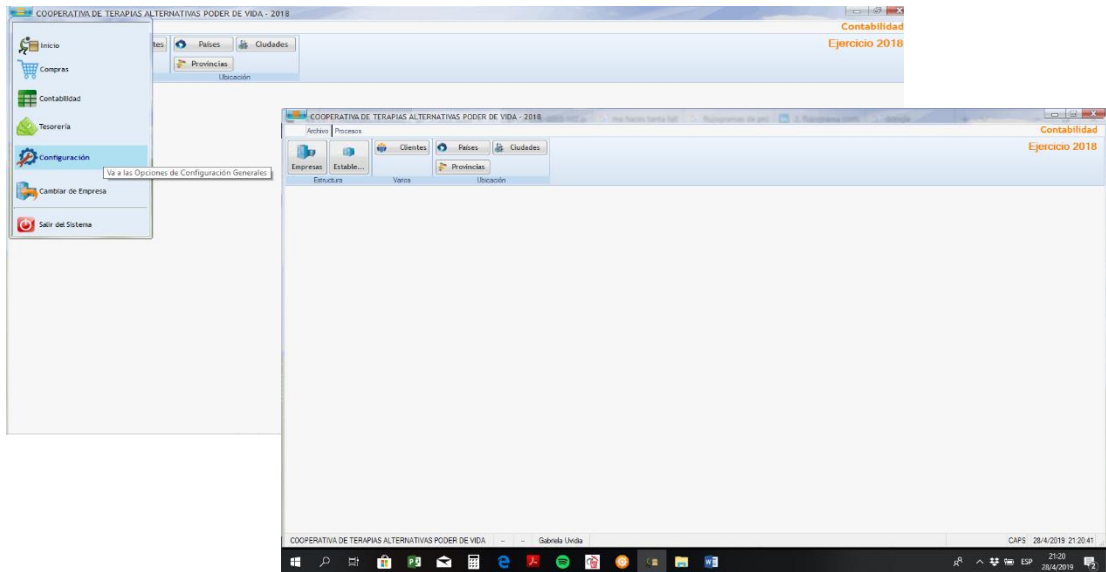 COOPERATIVA DE TERAPIAS ALTERNATIVAS PODER DE VIDA - 2018
Contabilidad
Ejercicio 2018
Inicio
tes
Países
Ciudades
Compras
Provincias
Ubicación
Contabilidad
Tesorería
Configuración
Va a las Opciones de Configuración Generales
Cambiar de Empresa
Salir del Sistema
COOPERATIVA DE TERAPIAS ALTERNATIVAS PODER DE VIDA - 2018
Archivo Procesos
Contabilidad
Ejercicio 2018
Clientes Países Ciudades
Empresas Estable... Provincias
Estructura Varios Ubicación
COOPERATIVA DE TERAPIAS ALTERNATIVAS PODER DE VIDA - - Gabriela Uvidia
CAPS 28/4/2019 21:20:41
ESP
21:20
28/4/2019
2